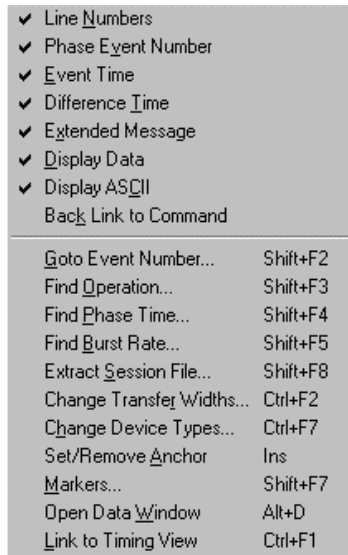 Line Numbers
Phase Event Number
Event Time
Difference Time
Extended Message
Display Data
Display ASCII
Back Link to Command
Goto Event Number... Shift+F2
Find Operation... Shift+F3
Find Phase Time... Shift+F4
Find Burst Rate... Shift+F5
Extract Session File... Shift+F8
Change Transfer Widths... Ctrl+F2
Change Device Types... Ctrl+F7
Set/Remove Anchor Ins
Markers... Shift+F7
Open Data Window Alt+D
Link to Timing View Ctrl+F1